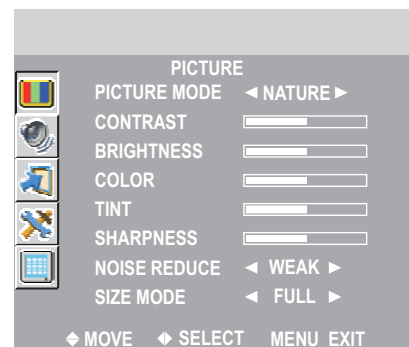 PICTURE
PICTURE MODE ◄ NATURE ►
CONTRAST
BRIGHTNESS
COLOR
TINT
SHARPNESS
NOISE REDUCE ◄ WEAK ►
SIZE MODE ◄ FULL ►
MOVE SELECT MENU EXIT